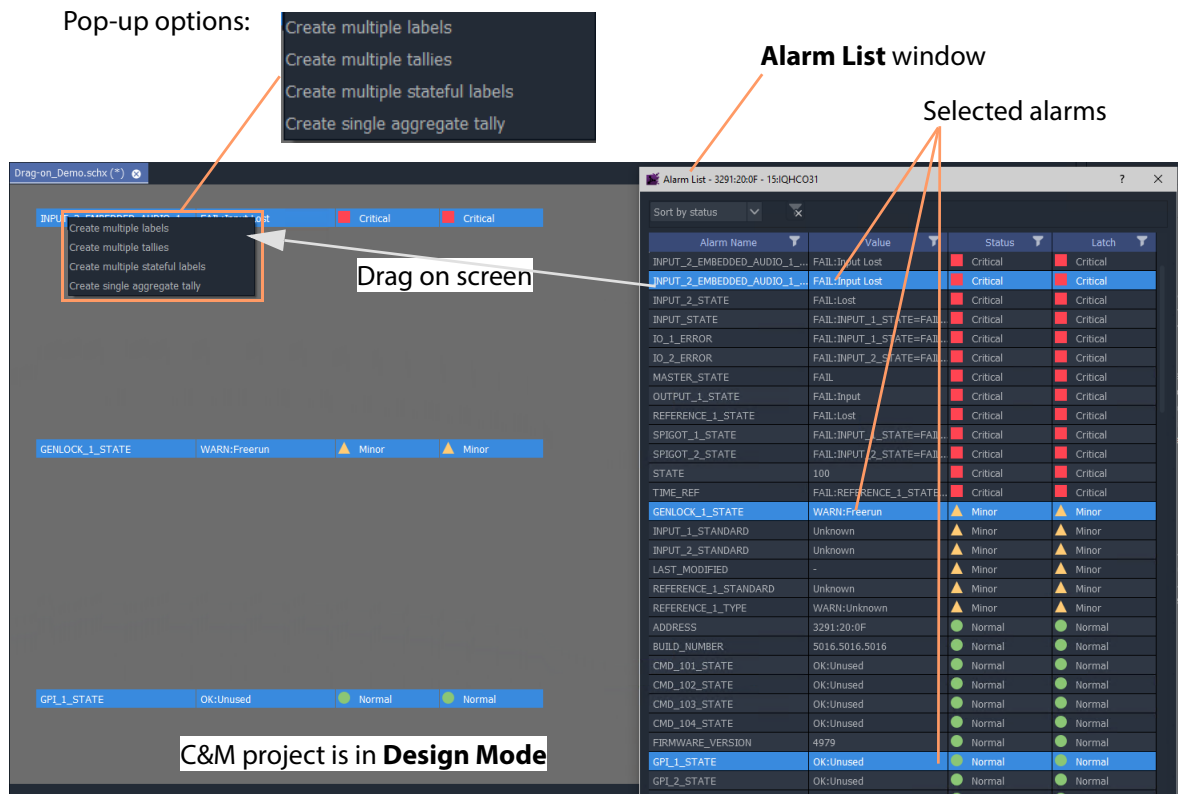 Pop-up options:
Create multiple labels
Create multiple tallies
Create multiple stateful labels
Create single aggregate tally
Alarm List window
Selected alarms
Drag-on_Demo.schx (*)
INPUT_2_EMBEDDED_AUDIO_1_... FAIL:Input Lost Critical Critical
Create multiple labels
Create multiple tallies
Create multiple stateful labels
Create single aggregate tally
Drag on screen
GENLOCK_1_STATE WARN:Freerun Minor Minor
GPI_1_STATE OK:Unused Normal Normal
C&M project is in Design Mode
Alarm List - 3291:20:0F - 15:IQHCO31 ? X
Sort by status
Alarm Name Value Status Latch
INPUT_2_EMBEDDED_AUDIO_1_... FAIL:Input Lost Critical Critical
INPUT_2_EMBEDDED_AUDIO_1_... FAIL:Input Lost Critical Critical
INPUT_2_STATE FAIL:Lost Critical Critical
INPUT_STATE FAIL:INPUT_1_STATE=FAIL... Critical Critical
IO_1_ERROR FAIL:INPUT_1_STATE=FAIL... Critical Critical
IO_2_ERROR FAIL:INPUT_2_STATE=FAIL... Critical Critical
MASTER_STATE FAIL Critical Critical
OUTPUT_1_STATE FAIL:Input Critical Critical
REFERENCE_1_STATE FAIL:Lost Critical Critical
SPIGOT_1_STATE FAIL:INPUT_1_STATE=FAIL... Critical Critical
SPIGOT_2_STATE FAIL:INPUT_2_STATE=FAIL... Critical Critical
STATE 100 Critical Critical
TIME_REF FAIL:REFERENCE_1_STATE... Critical Critical
GENLOCK_1_STATE WARN:Freerun Minor Minor
INPUT_1_STANDARD Unknown Minor Minor
INPUT_2_STANDARD Unknown Minor Minor
LAST_MODIFIED - Minor Minor
REFERENCE_1_STANDARD Unknown Minor Minor
REFERENCE_1_TYPE WARN:Unknown Minor Minor
ADDRESS 3291:20:0F Normal Normal
BUILD_NUMBER 5016.5016.5016 Normal Normal
CMD_101_STATE OK:Unused Normal Normal
CMD_102_STATE OK:Unused Normal Normal
CMD_103_STATE OK:Unused Normal Normal
CMD_104_STATE OK:Unused Normal Normal
FIRMWARE_VERSION 4979 Normal Normal
GPI_1_STATE OK:Unused Normal Normal
GPI_2_STATE OK:Unused Normal Normal